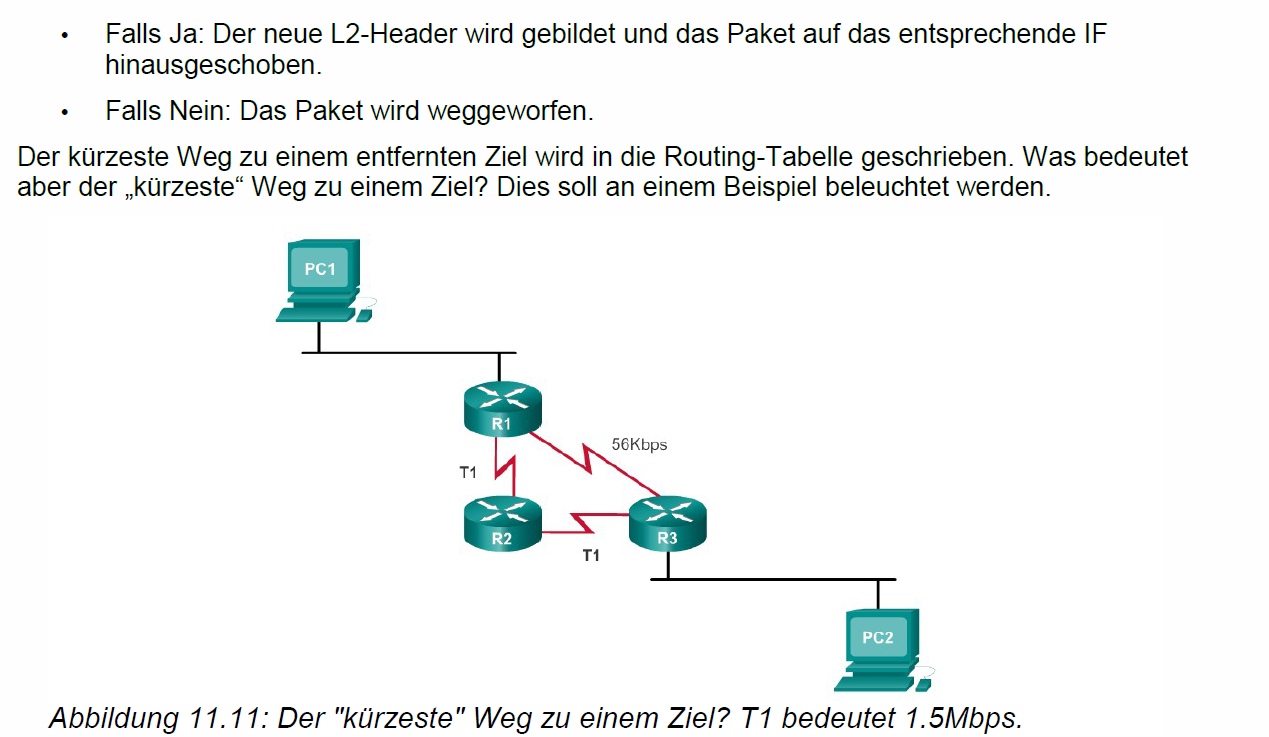 • Falls Ja: Der neue L2-Header wird gebildet und das Paket auf das entsprechende IF
hinausgeschoben.
• Falls Nein: Das Paket wird weggeworfen.
Der kürzeste Weg zu einem entfernten Ziel wird in die Routing-Tabelle geschrieben. Was bedeutet
aber der „kürzeste“ Weg zu einem Ziel? Dies soll an einem Beispiel beleuchtet werden.
PC1
R1
56Kbps
T1
R2
R3
T1
PC2
Abbildung 11.11: Der "kürzeste" Weg zu einem Ziel? T1 bedeutet 1.5Mbps.